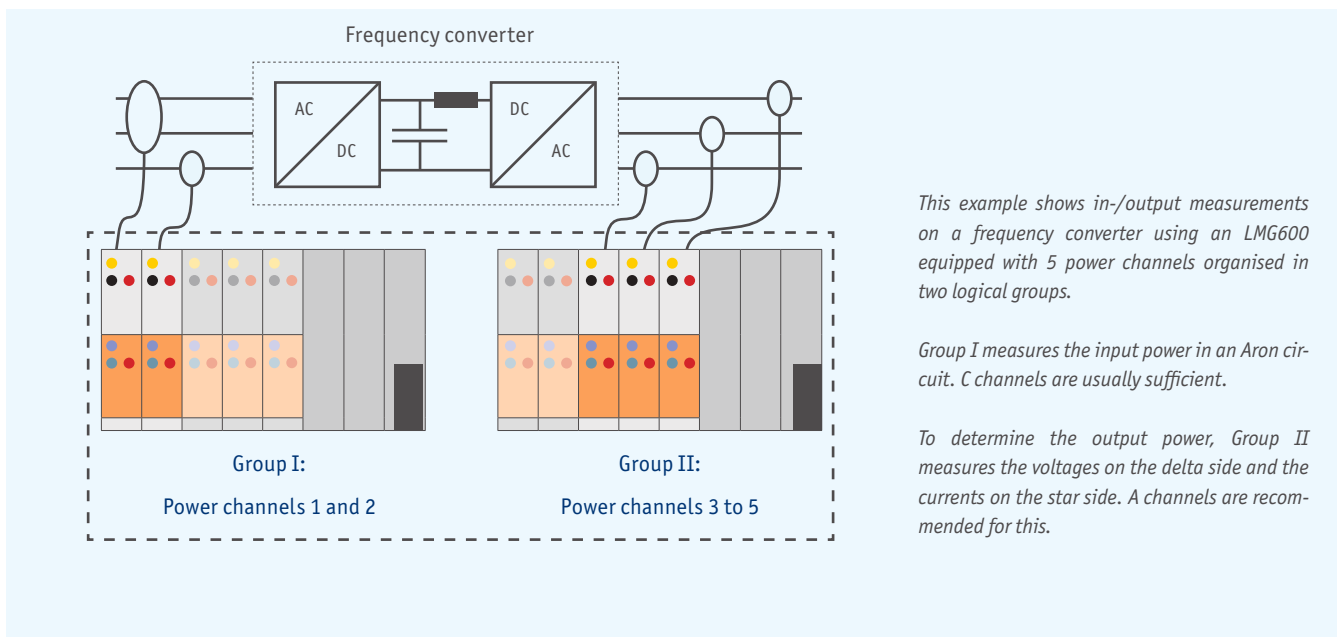 Frequency converter
AC
DC
DC
AC
This example shows in-/output measurements
on a frequency converter using an LMG600
equipped with 5 power channels organised in
two logical groups.
Group I measures the input power in an Aron cir-
cuit. C channels are usually sufficient.
To determine the output power, Group II
measures the voltages on the delta side and the
currents on the star side. A channels are recom-
mended for this.
Group I:
Power channels 1 and 2
Group II:
Power channels 3 to 5